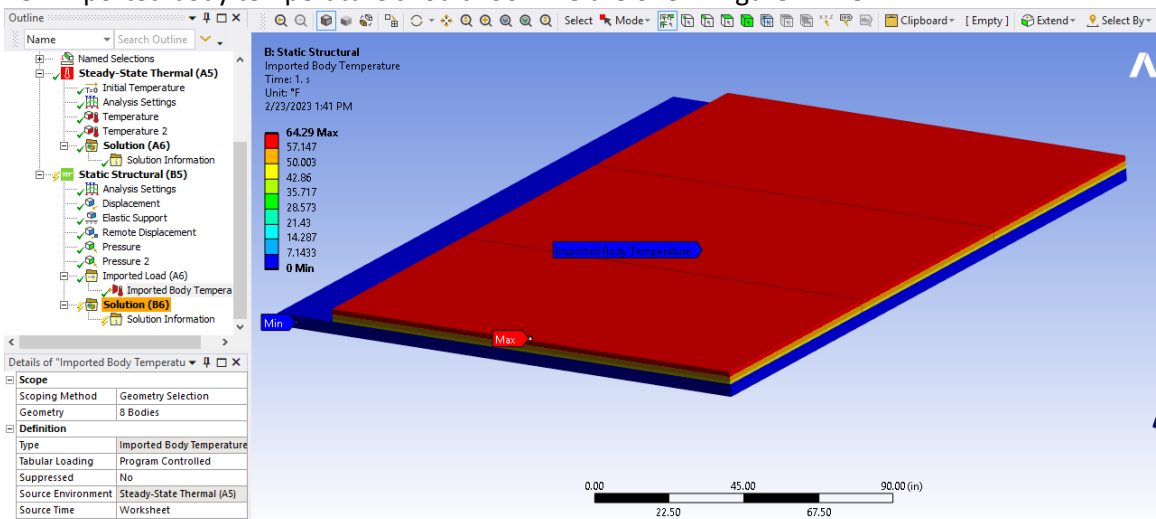 Outline
Name
Search Outline
Named Selections
Steady-State Thermal (A5)
Initial Temperature
Analysis Settings
Temperature
Temperature 2
Solution (A6)
Solution Information
Static Structural (B5)
Analysis Settings
Displacement
Elastic Support
Remote Displacement
Pressure
Pressure 2
Imported Load (A6)
Imported Body Tempera
Solution (B6)
Solution Information
Details of "Imported Body Temperatu
Scope
Scoping Method Geometry Selection
Geometry 8 Bodies
Definition
Type Imported Body Temperature
Tabular Loading Program Controlled
Suppressed No
Source Environment Steady-State Thermal (A5)
Source Time Worksheet
Select Mode Clipboard [ Empty ] Extend Select By
B: Static Structural
Imported Body Temperature
Time: 1. s
Unit: °F
2/23/2023 1:41 PM
64.29 Max
57.147
50.003
42.86
35.717
28.573
21.43
14.287
7.1433
0 Min
Imported Body Temperature
Min
Max
0.00 45.00 90.00 (in)
22.50 67.50